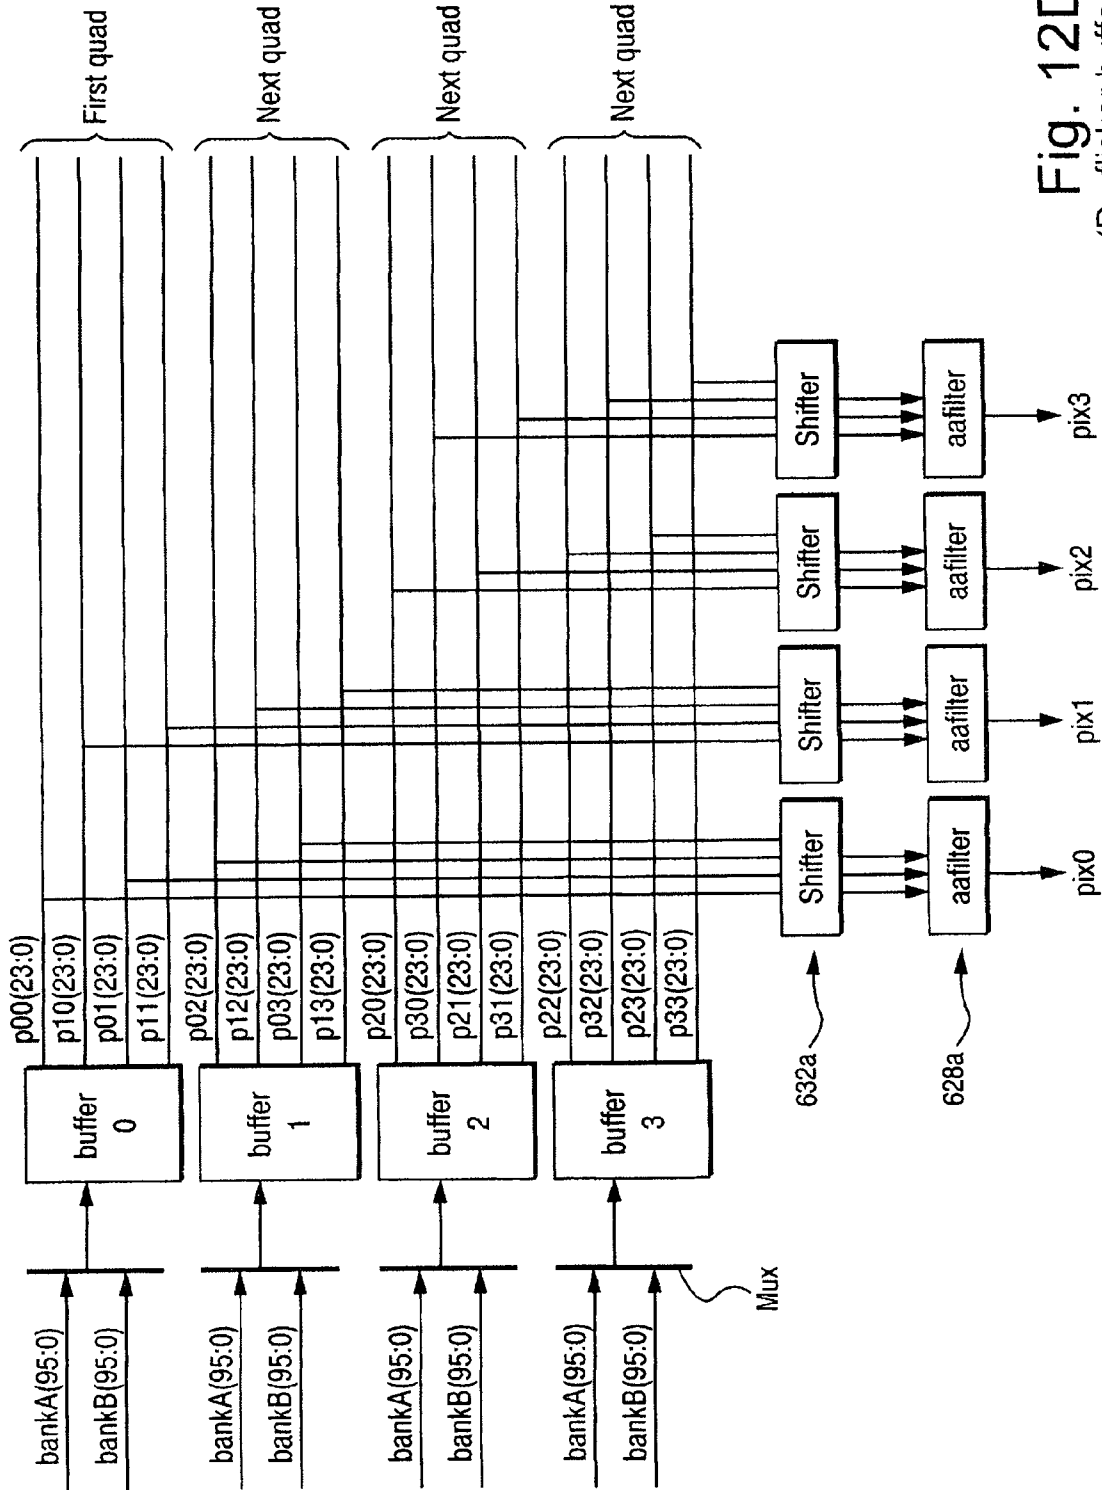 bankA(95:0)
bankB(95:0)
buffer
0
p00(23:0)
p10(23:0)
p01(23:0)
p11(23:0)
First quad
bankA(95:0)
bankB(95:0)
buffer
1
p02(23:0)
p12(23:0)
p03(23:0)
p13(23:0)
Next quad
bankA(95:0)
bankB(95:0)
buffer
2
p20(23:0)
p30(23:0)
p21(23:0)
p31(23:0)
Next quad
bankA(95:0)
bankB(95:0)
Mux
buffer
3
p22(23:0)
p32(23:0)
p23(23:0)
p33(23:0)
Next quad
632a
Shifter
Shifter
Shifter
Shifter
628a
aafilter
aafilter
aafilter
aafilter
pix0
pix1
pix2
pix3
Fig. 12D